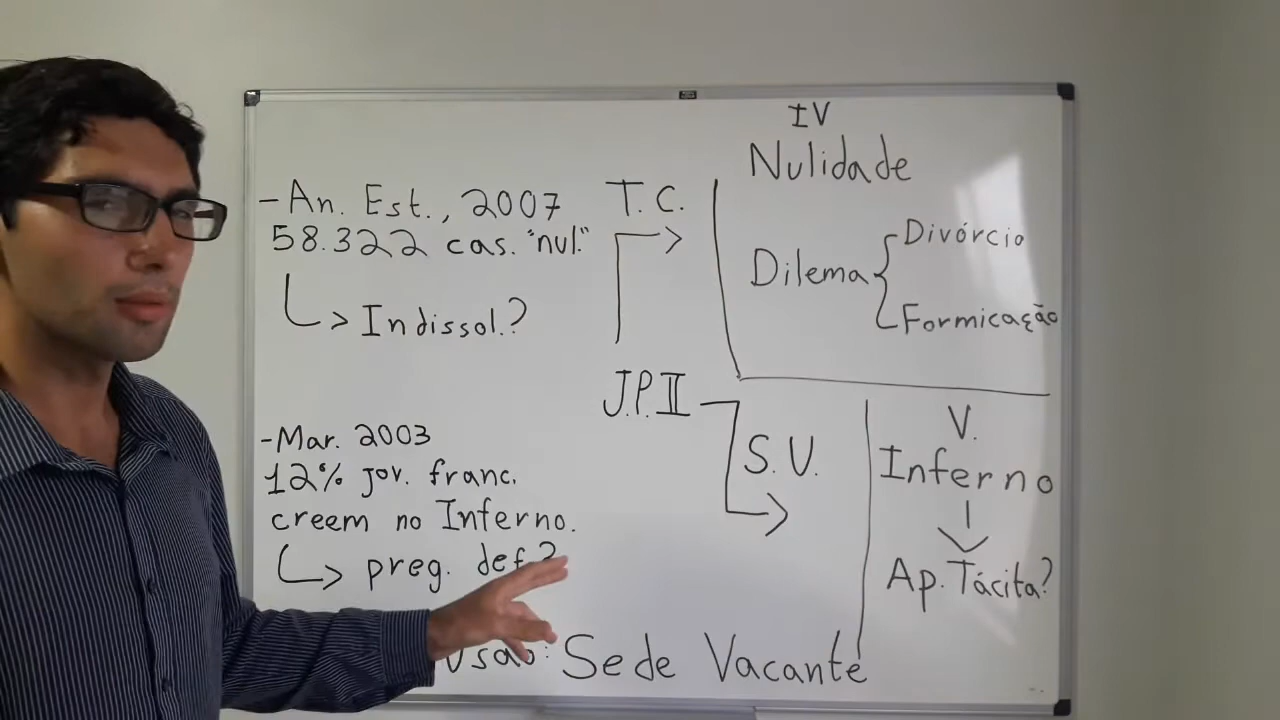 - An. Est., 2007
58.322 cas. "nul."
Indissol.?
- Mar. 2003
12% jov. franc.
creem no Inferno.
preg. def.?
T.C.
J.P.II
S.V.
IV
Nulidade
Dilema
Divórcio
Formicação
V.
Inferno
Ap. Tácita?
Sede Vacante